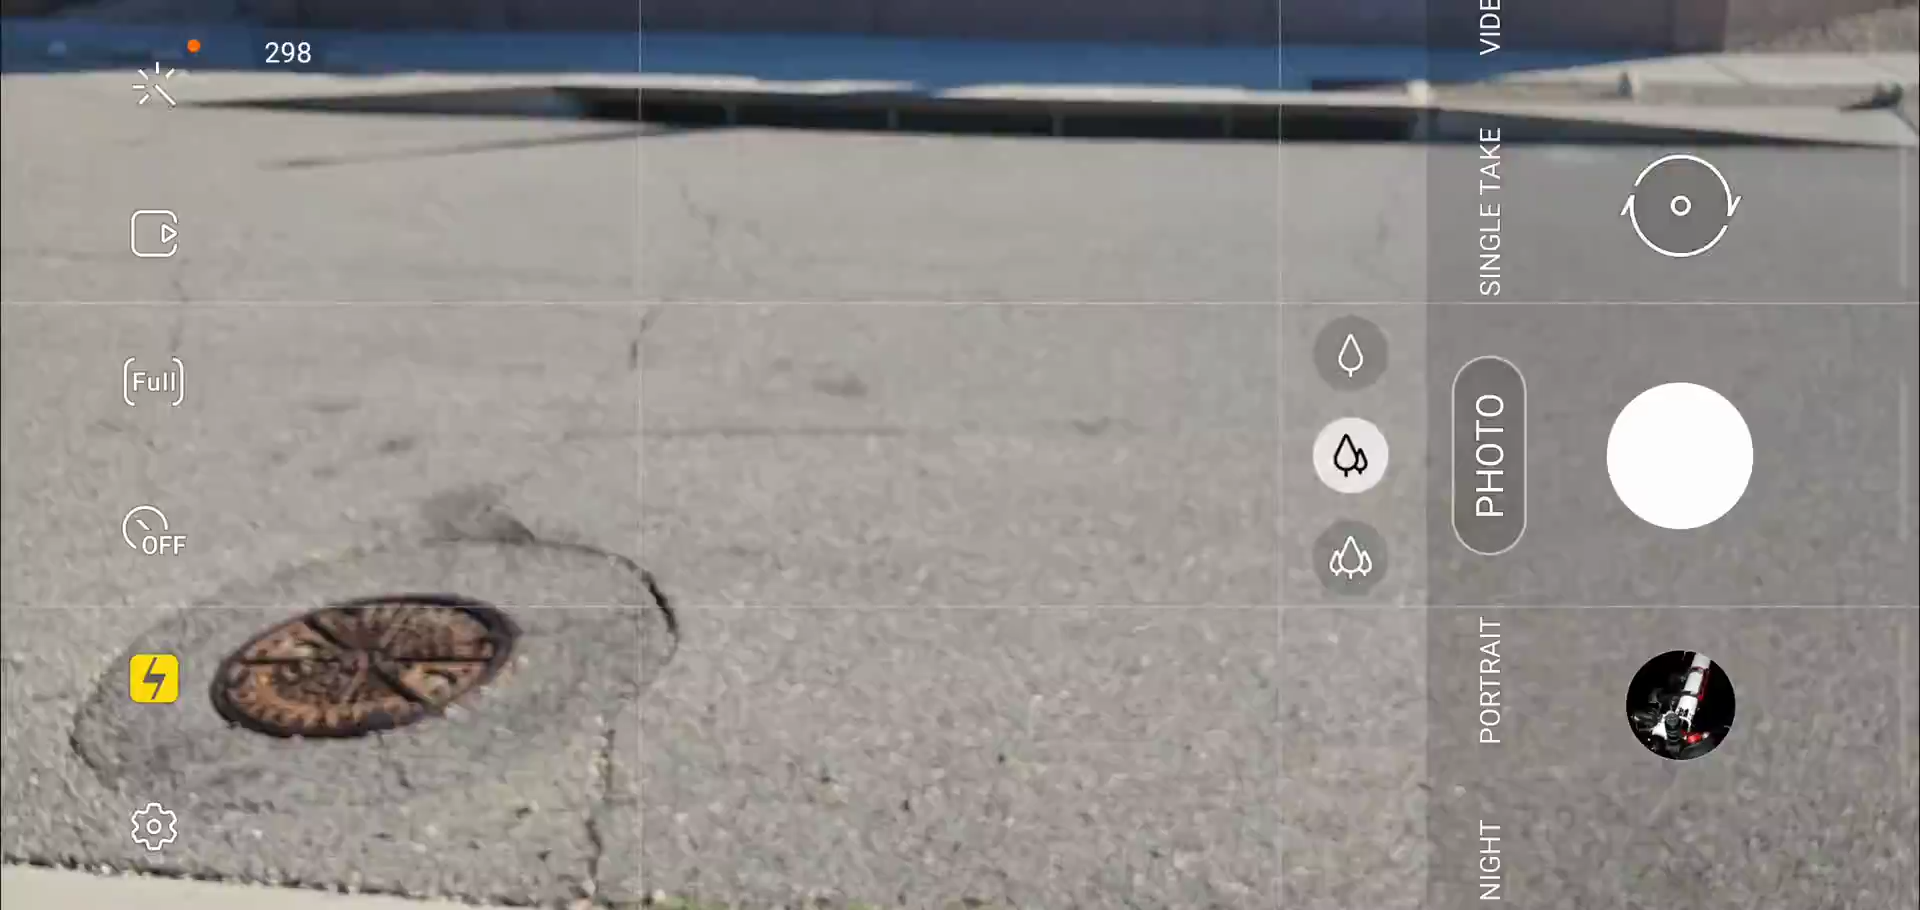 298
VIDE
SINGLE TAKE
Full
PHOTO
OFF
PORTRAIT
NIGHT